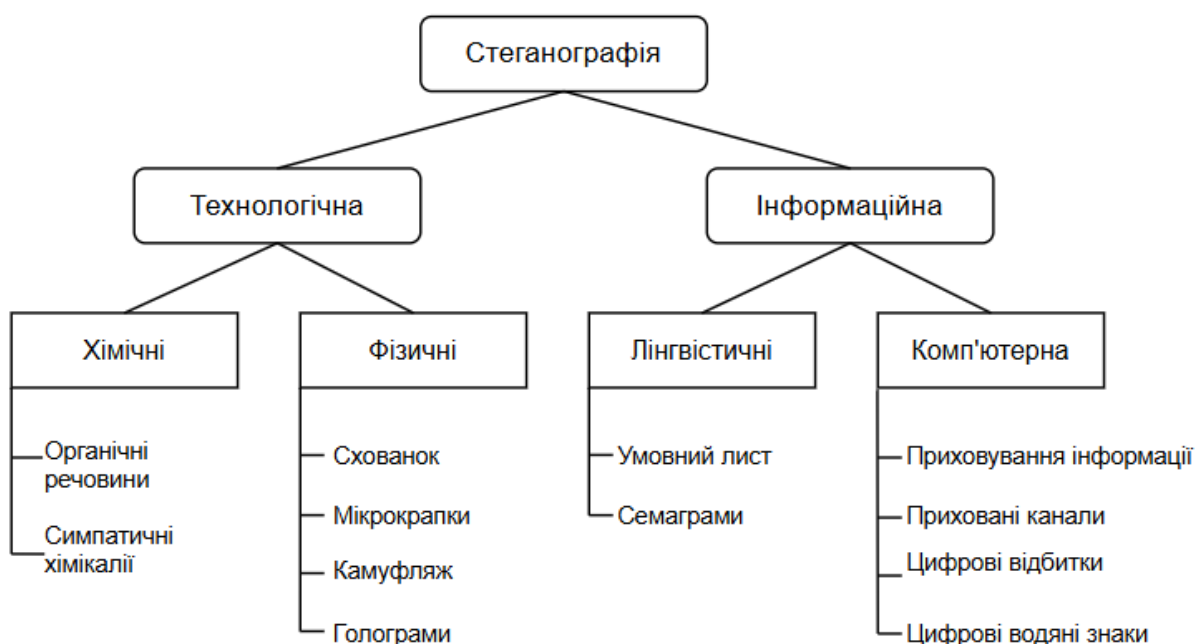 Стеганографія
Технологічна
Інформаційна
Хімічні
Фізичні
Лінгвістичні
Комп'ютерна
Органічні
речовини
Симпатичні
хімікалії
Схованок
Мікрокрапки
Камуфляж
Голограми
Умовний лист
Семаграми
Приховування інформації
Приховані канали
Цифрові відбитки
Цифрові водяні знаки